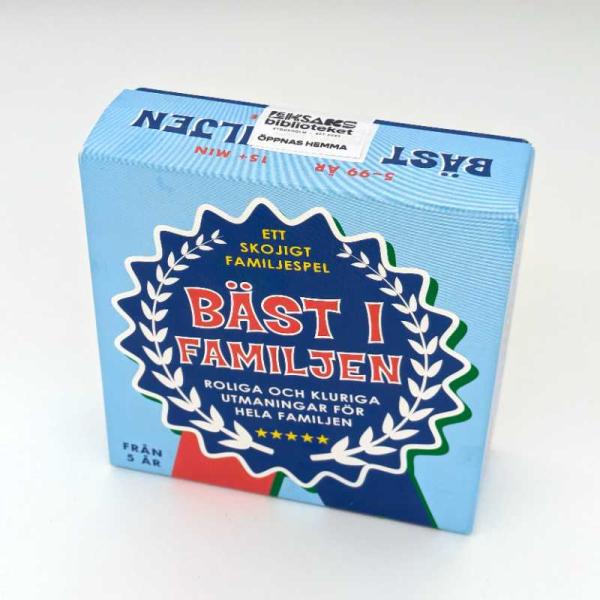 LEKSAKS
biblioteket
ÖPPNAS HEMMA
BÄST
5-99 ÅR
15+ MIN
ETT
SKOJIGT
FAMILJESPEL
BÄST I
FAMILJEN
ROLIGA OCH KLURIGA
UTMANINGAR FÖR
HELA FAMILJEN
FRÅN
5 ÅR